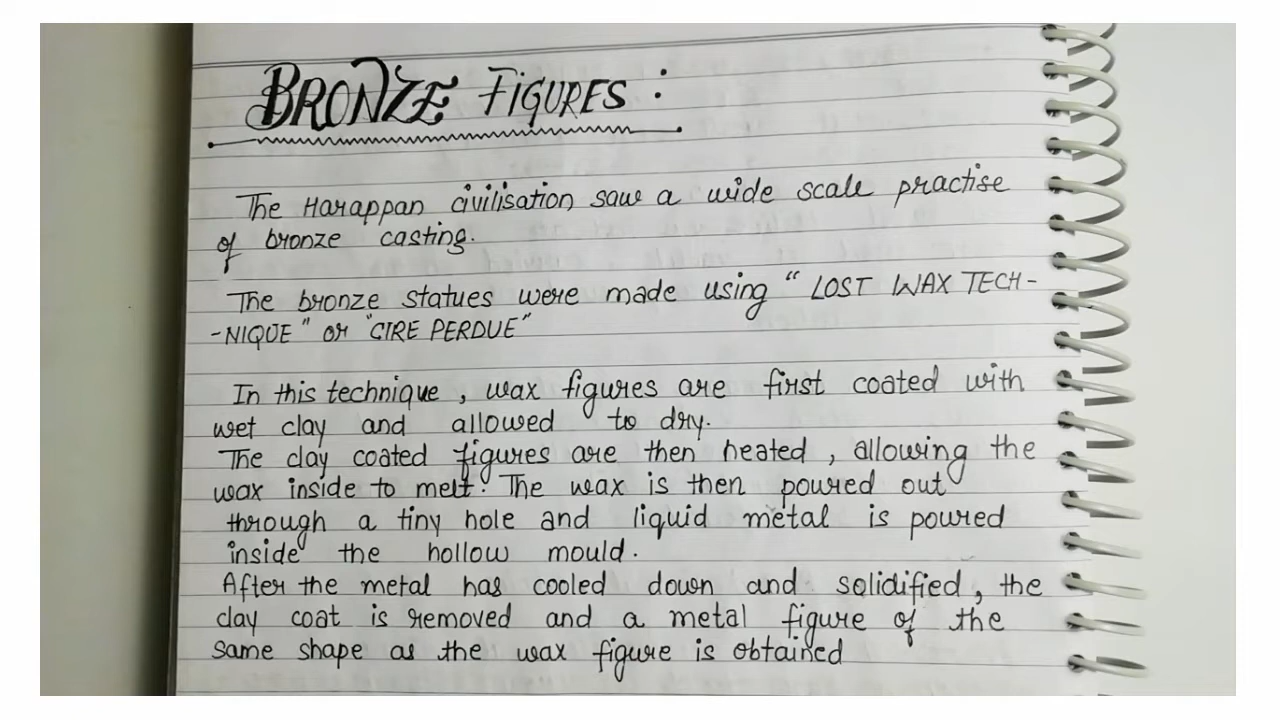 BRONZE FIGURES :
The Harappan civilisation saw a wide scale practise
of bronze casting.
The bronze statues were made using "LOST WAX TECH-
-NIQUE" or "CIRE PERDUE"
In this technique , wax figures are first coated with
wet clay and allowed to dry.
The clay coated figures are then heated , allowing the
wax inside to melt. The wax is then poured out
through a tiny hole and liquid metal is poured
inside the hollow mould.
After the metal has cooled down and solidified, the
clay coat is removed and a metal figure of the
same shape as the wax figure is obtained